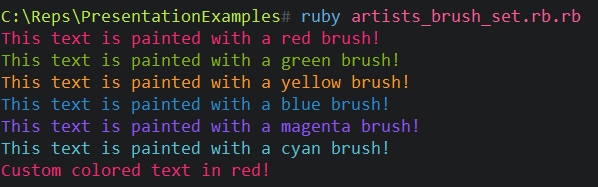 C:\Reps\PresentationExamples# ruby artists_brush_set.rb.rb
This text is painted with a red brush!
This text is painted with a green brush!
This text is painted with a yellow brush!
This text is painted with a blue brush!
This text is painted with a magenta brush!
This text is painted with a cyan brush!
Custom colored text in red!